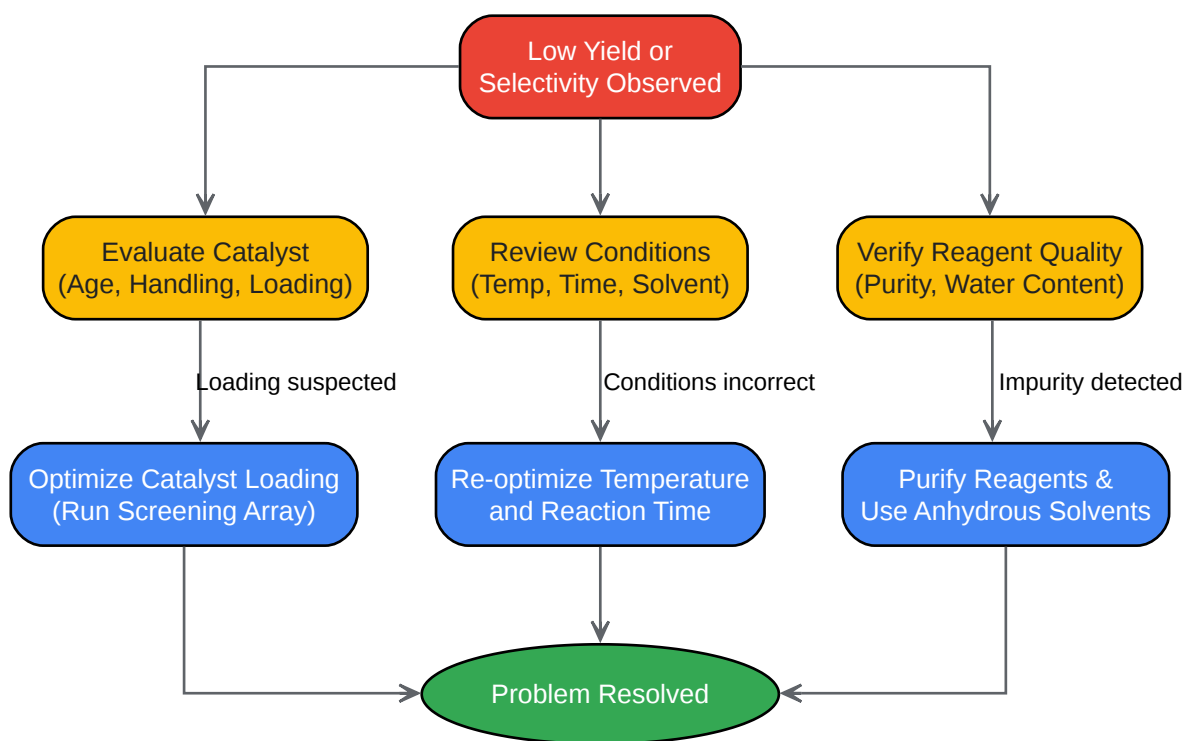 Low Yield or
Selectivity Observed
Evaluate Catalyst
(Age, Handling, Loading)
Review Conditions
(Temp, Time, Solvent)
Verify Reagent Quality
(Purity, Water Content)
Loading suspected
Conditions incorrect
Impurity detected
Optimize Catalyst Loading
(Run Screening Array)
Re-optimize Temperature
and Reaction Time
Purify Reagents &
Use Anhydrous Solvents
Problem Resolved